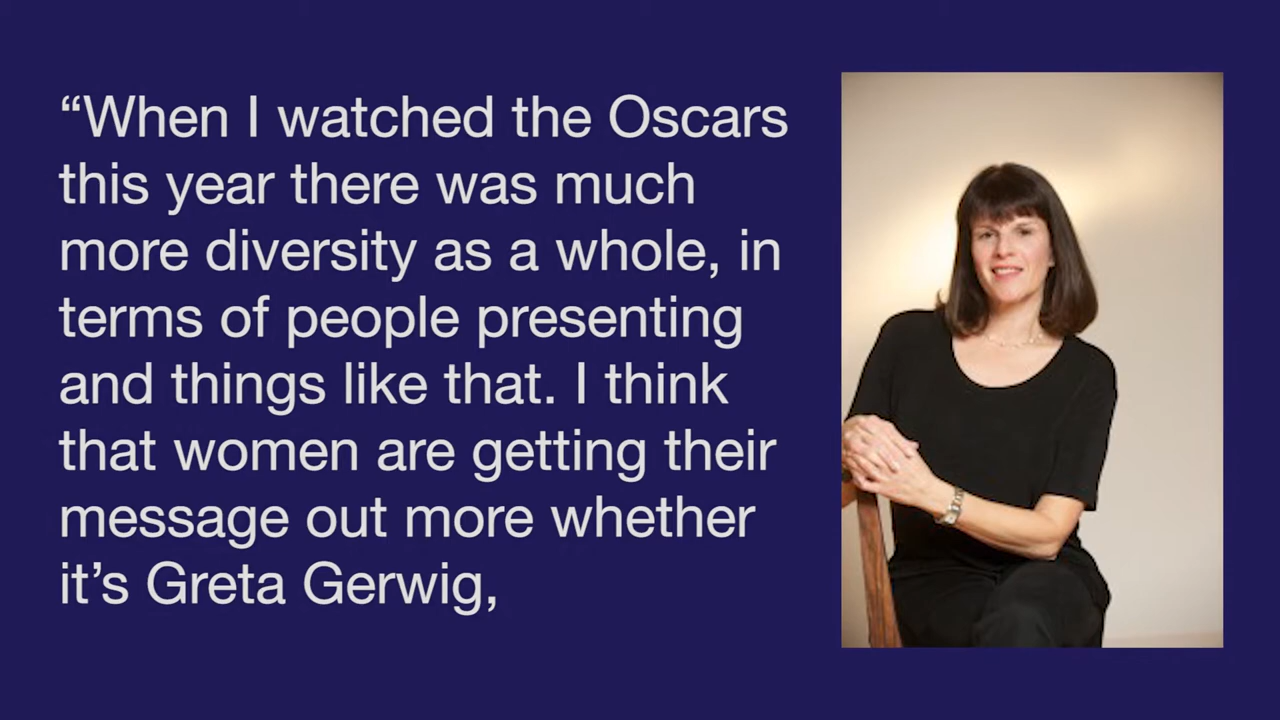 “When I watched the Oscars
this year there was much
more diversity as a whole, in
terms of people presenting
and things like that. I think
that women are getting their
message out more whether
it’s Greta Gerwig,